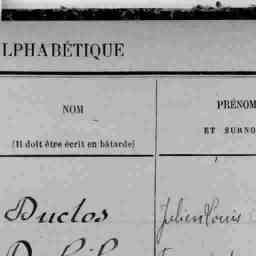 LPHABÉTIQUE
NOM
PRÉNOM
ET SURNO
(Il doit être écrit en bâtarde)
Duclos
Julien Louis